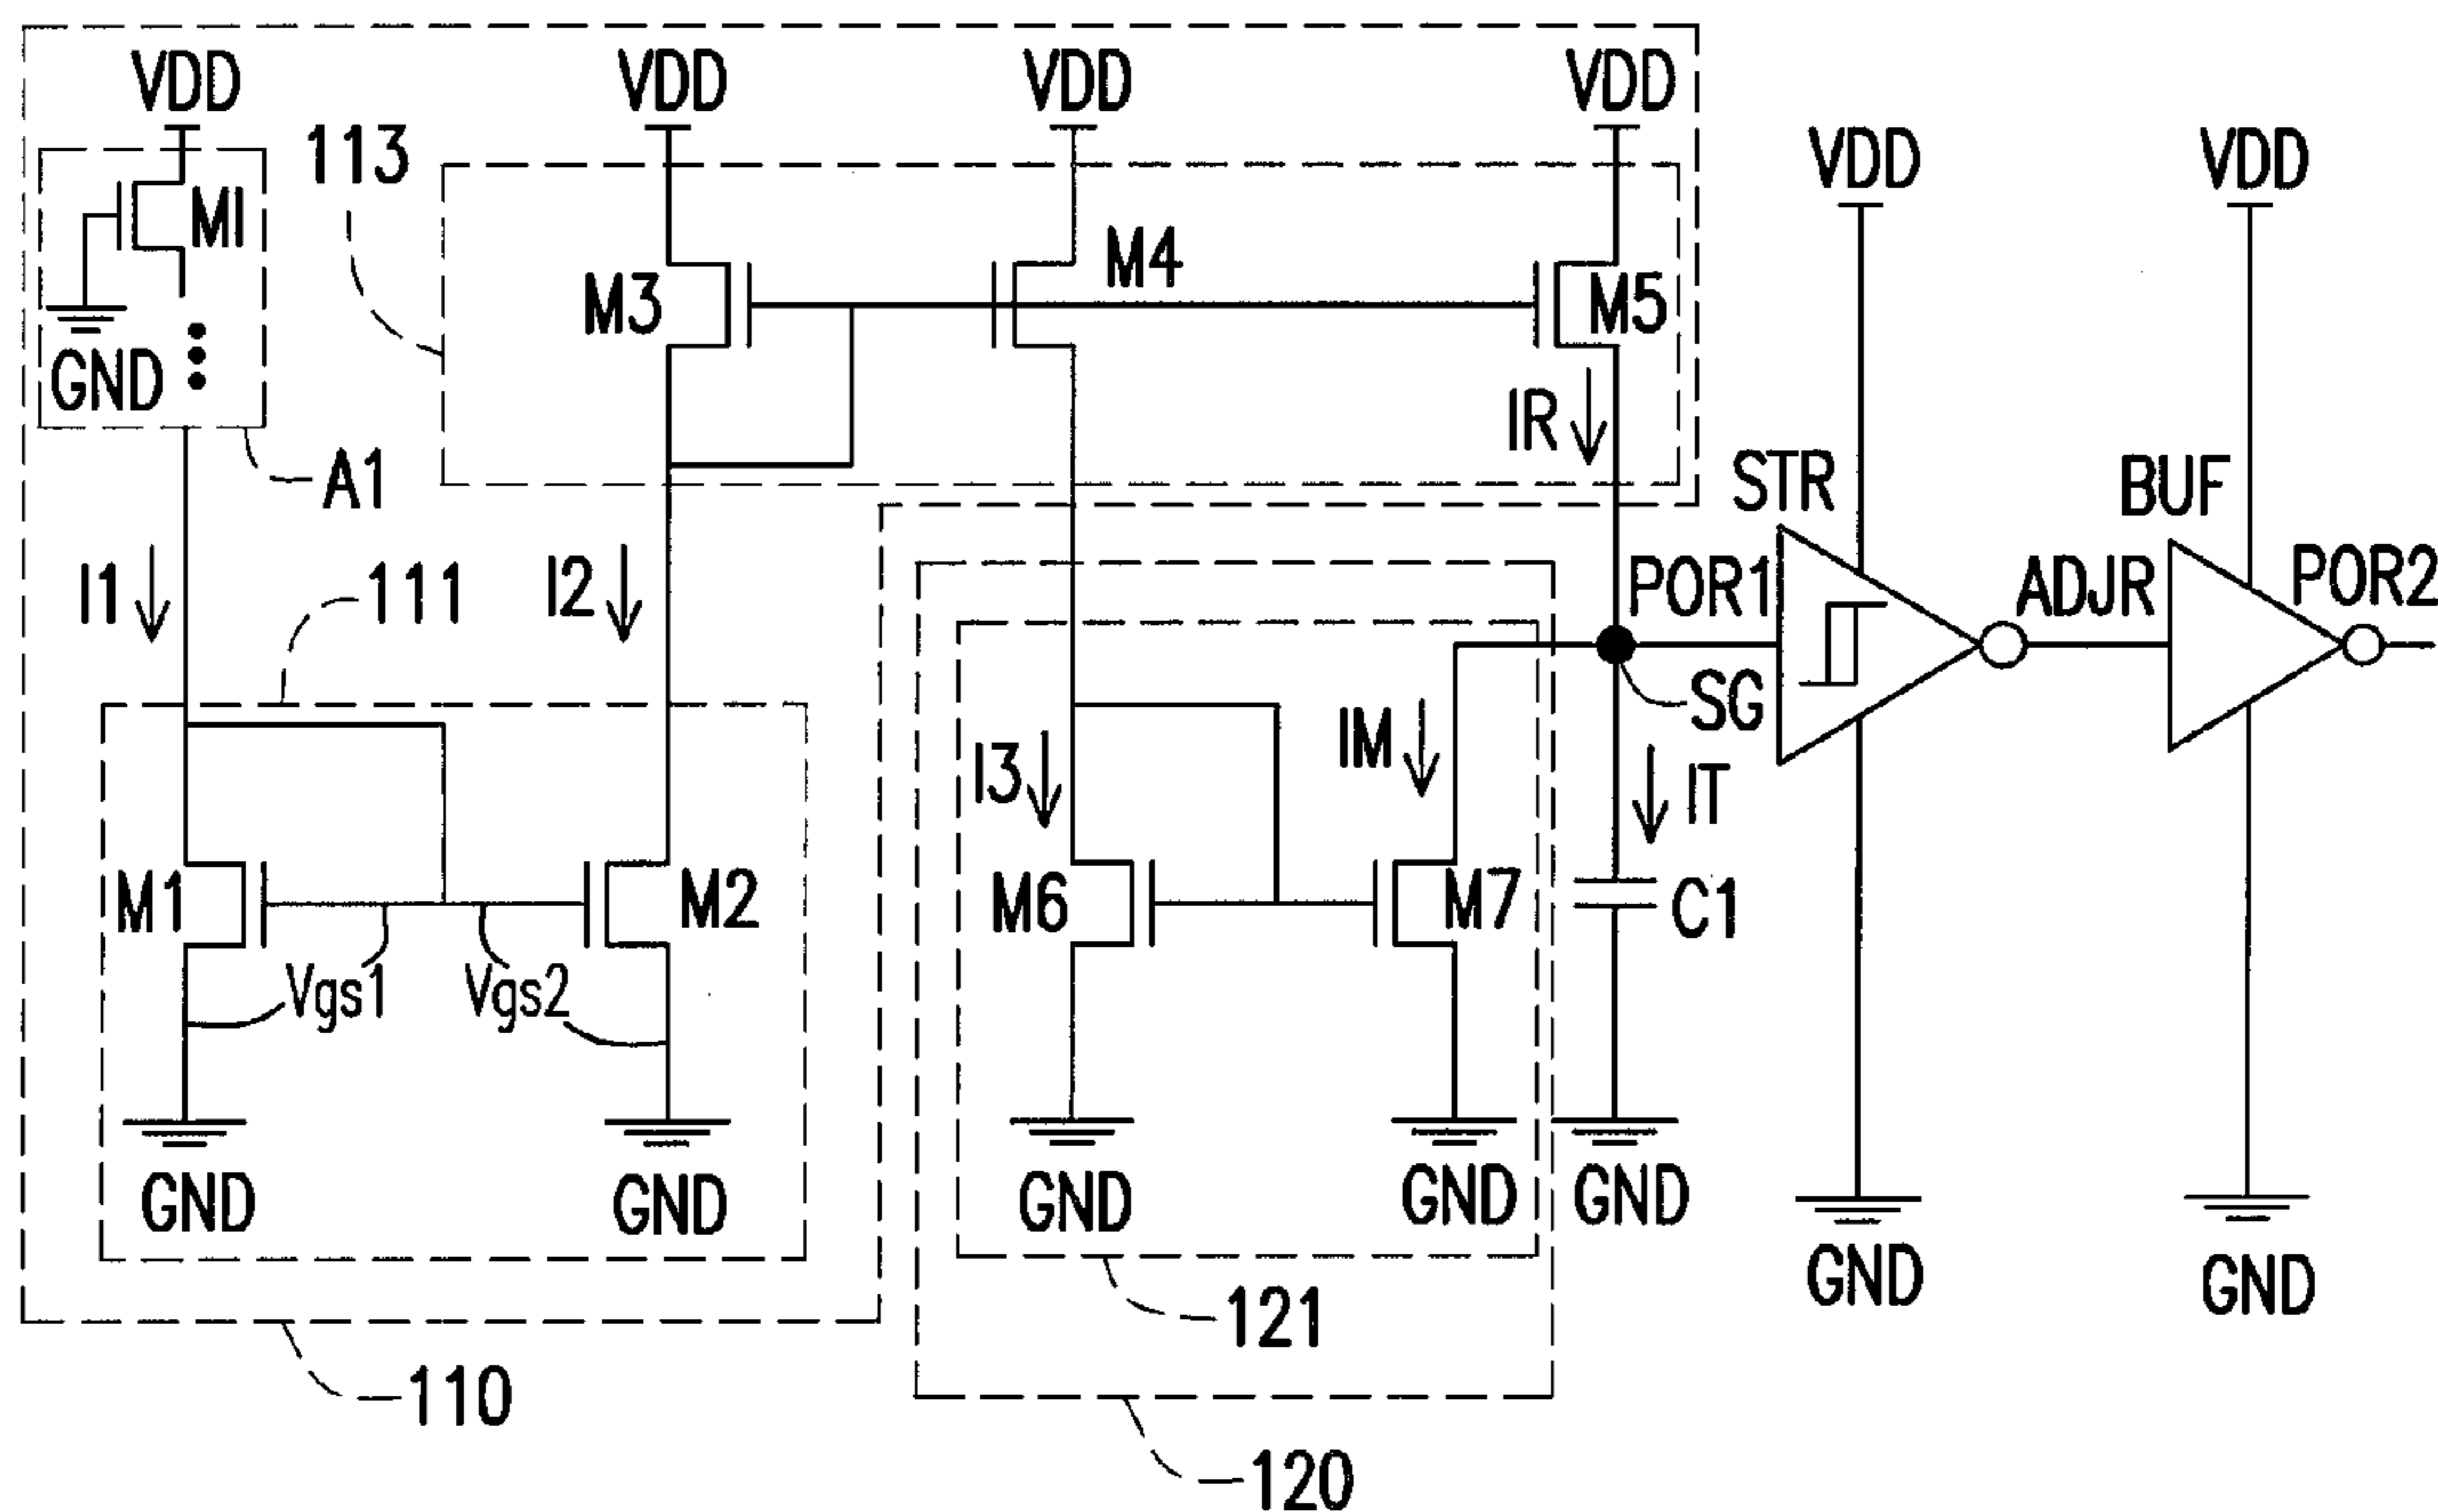 VDD
VDD
VDD
VDD
VDD
VDD
113
MI
M3
M4
M5
GND
IR
A1
STR
BUF
I1
111
I2
POR1
ADJR
POR2
SG
I3
IM
IT
M1
M2
M6
M7
C1
Vgs1
Vgs2
GND
GND
GND
GND
GND
GND
GND
121
110
120